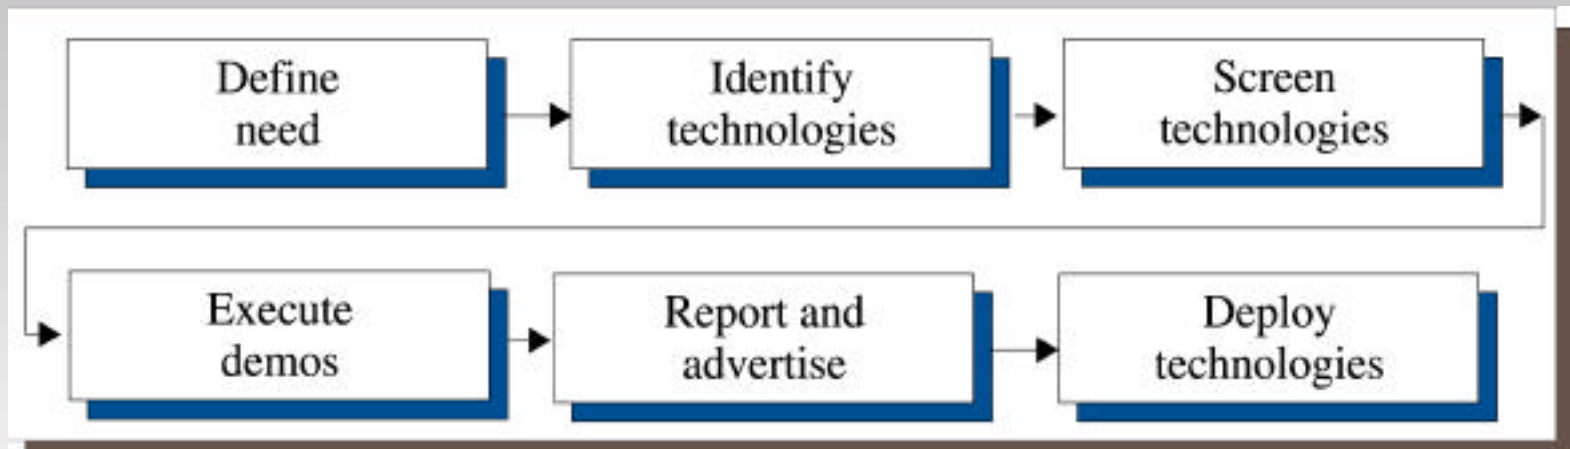 Define
need
Identify
technologies
Screen
technologies
Execute
demos
Report and
advertise
Deploy
technologies